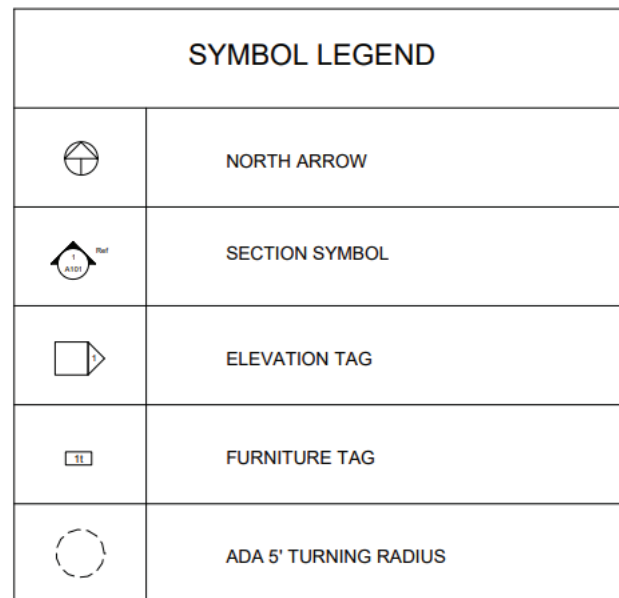 SYMBOL LEGEND
NORTH ARROW
Ref
1
A101
SECTION SYMBOL
1
ELEVATION TAG
1t
FURNITURE TAG
ADA 5' TURNING RADIUS